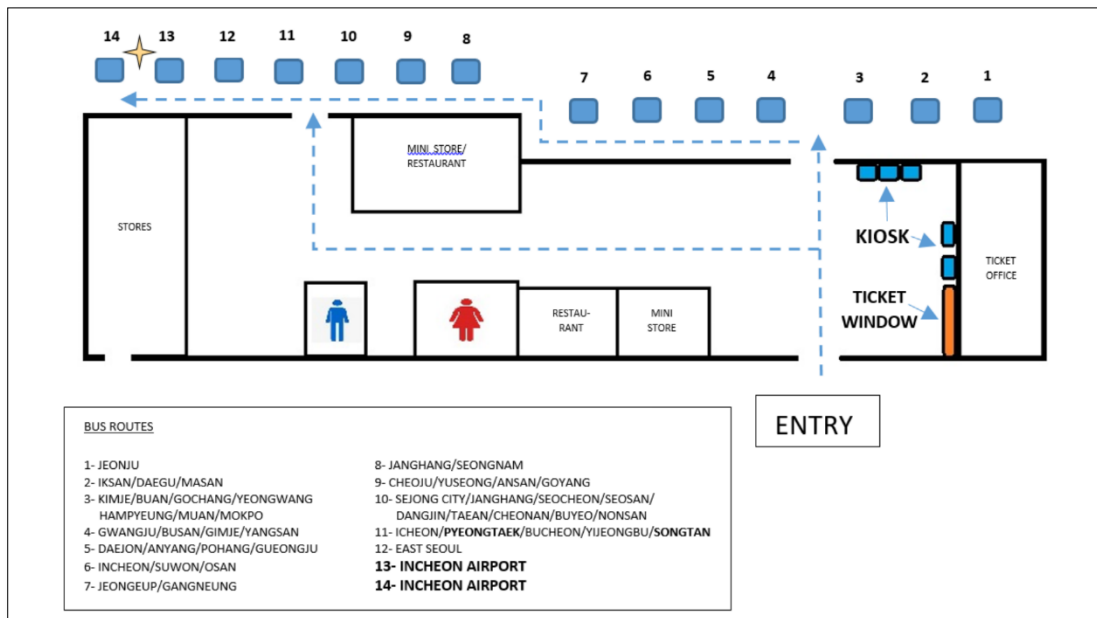 14
13
12
11
10
9
8
7
6
5
4
3
2
1
MINI STORE/
RESTAURANT
STORES
KIOSK
TICKET
OFFICE
TICKET
WINDOW
RESTAU-
RANT
MINI
STORE
ENTRY
BUS ROUTES
1- JEONJU
2- IKSAN/DAEGU/MASAN
3- KIMJE/BUAN/GOCHANG/YEONGWANG
HAMPYEUNG/MUAN/MOKPO
4- GWANGJU/BUSAN/GIMJE/YANGSAN
5- DAEJON/ANYANG/POHANG/GUEONGJU
6- INCHEON/SUWON/OSAN
7- JEONGEUP/GANGNEUNG
8- JANGHANG/SEONGNAM
9- CHEOJU/YUSEONG/ANSAN/GOYANG
10- SEJONG CITY/JANGHANG/SEOCHEON/SEOSAN/
DANGJIN/TAEAN/CHEONAN/BUYEO/NONSAN
11- ICHEON/PYEONGTAEK/BUCHEON/YIJEONGBU/SONGTAN
12- EAST SEOUL
13- INCHEON AIRPORT
14- INCHEON AIRPORT